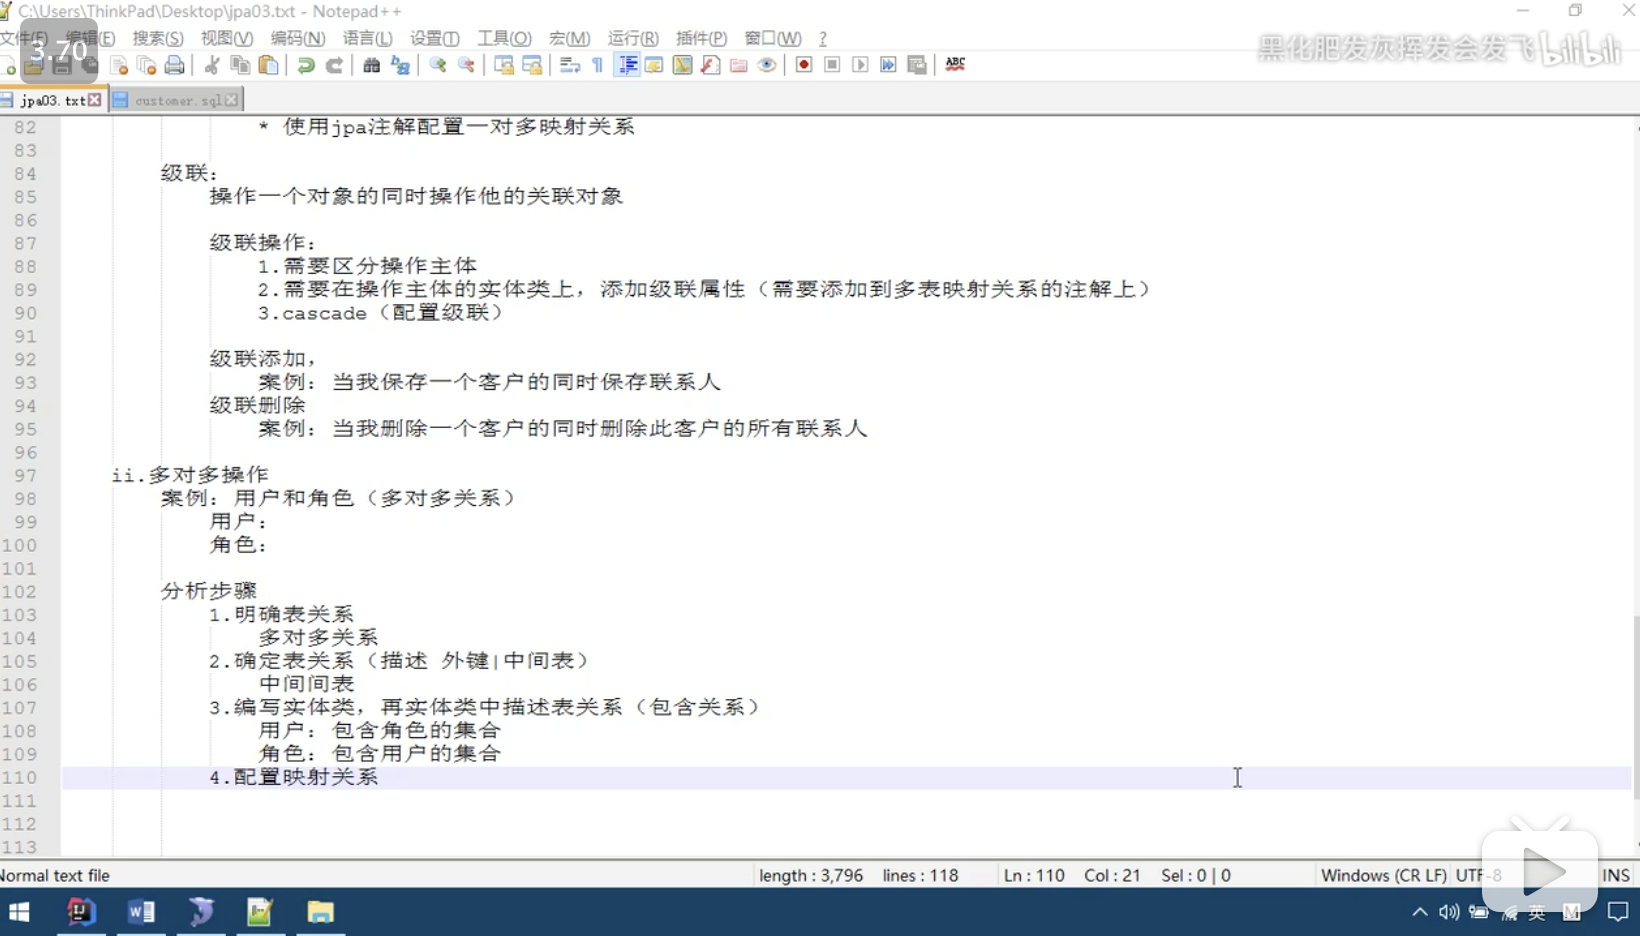 C:\Users\ThinkPad\Desktop\jpa03.txt - Notepad++
文件(F) 编辑(E) 搜索(S) 视图(V) 编码(N) 语言(L) 设置(T) 工具(O) 宏(M) 运行(R) 插件(P) 窗口(W) ?
3.70
黑化肥发灰挥发会发飞 bilibili
ABC
jpa03.txt customer.sql
82 * 使用jpa注解配置一对多映射关系
83
84 级联：
85 操作一个对象的同时操作他的关联对象
86
87 级联操作：
88 1.需要区分操作主体
89 2.需要在操作主体的实体类上，添加级联属性（需要添加到多表映射关系的注解上）
90 3.cascade（配置级联）
91
92 级联添加，
93 案例：当我保存一个客户的同时保存联系人
94 级联删除
95 案例：当我删除一个客户的同时删除此客户的所有联系人
96
97 ii.多对多操作
98 案例：用户和角色（多对多关系）
99 用户：
100 角色：
101
102 分析步骤
103 1.明确表关系
104 多对多关系
105 2.确定表关系（描述 外键|中间表）
106 中间间表
107 3.编写实体类，再实体类中描述表关系（包含关系）
108 用户：包含角色的集合
109 角色：包含用户的集合
110 4.配置映射关系
111
112
113
Normal text file length : 3,796 lines : 118 Ln : 110 Col : 21 Sel : 0 | 0 Windows (CR LF) UTF-8 INS
英 M